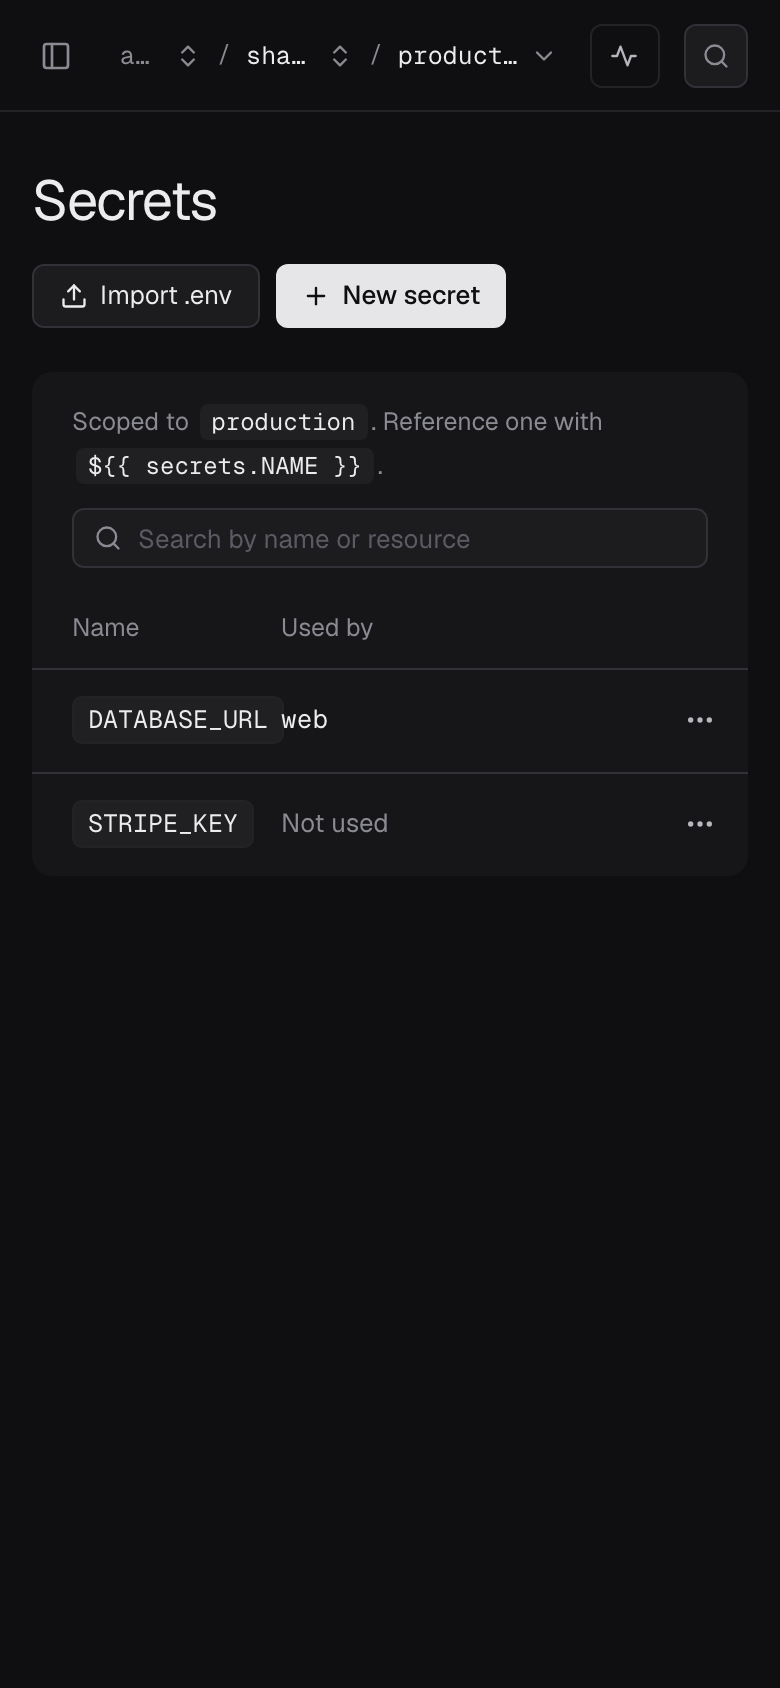 a… / sha… / product…
Secrets
Import .env
New secret
Scoped to production. Reference one with
${{ secrets.NAME }}.
Search by name or resource
Name Used by
DATABASE_URL web
STRIPE_KEY Not used